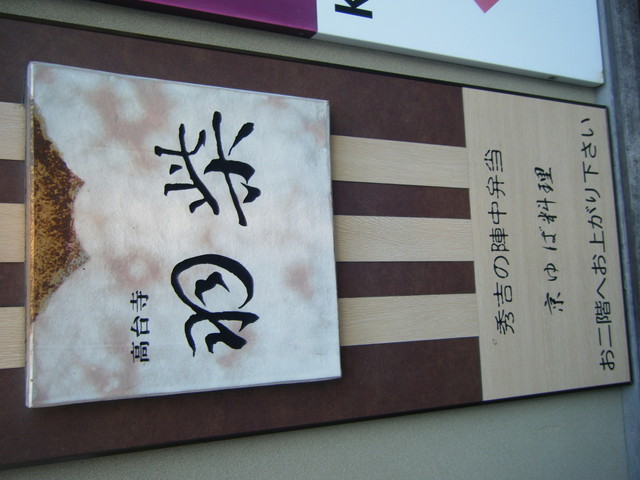 高台寺
羽柴
秀吉の陣中弁当
京ゆば料理
お二階へお上がり下さい